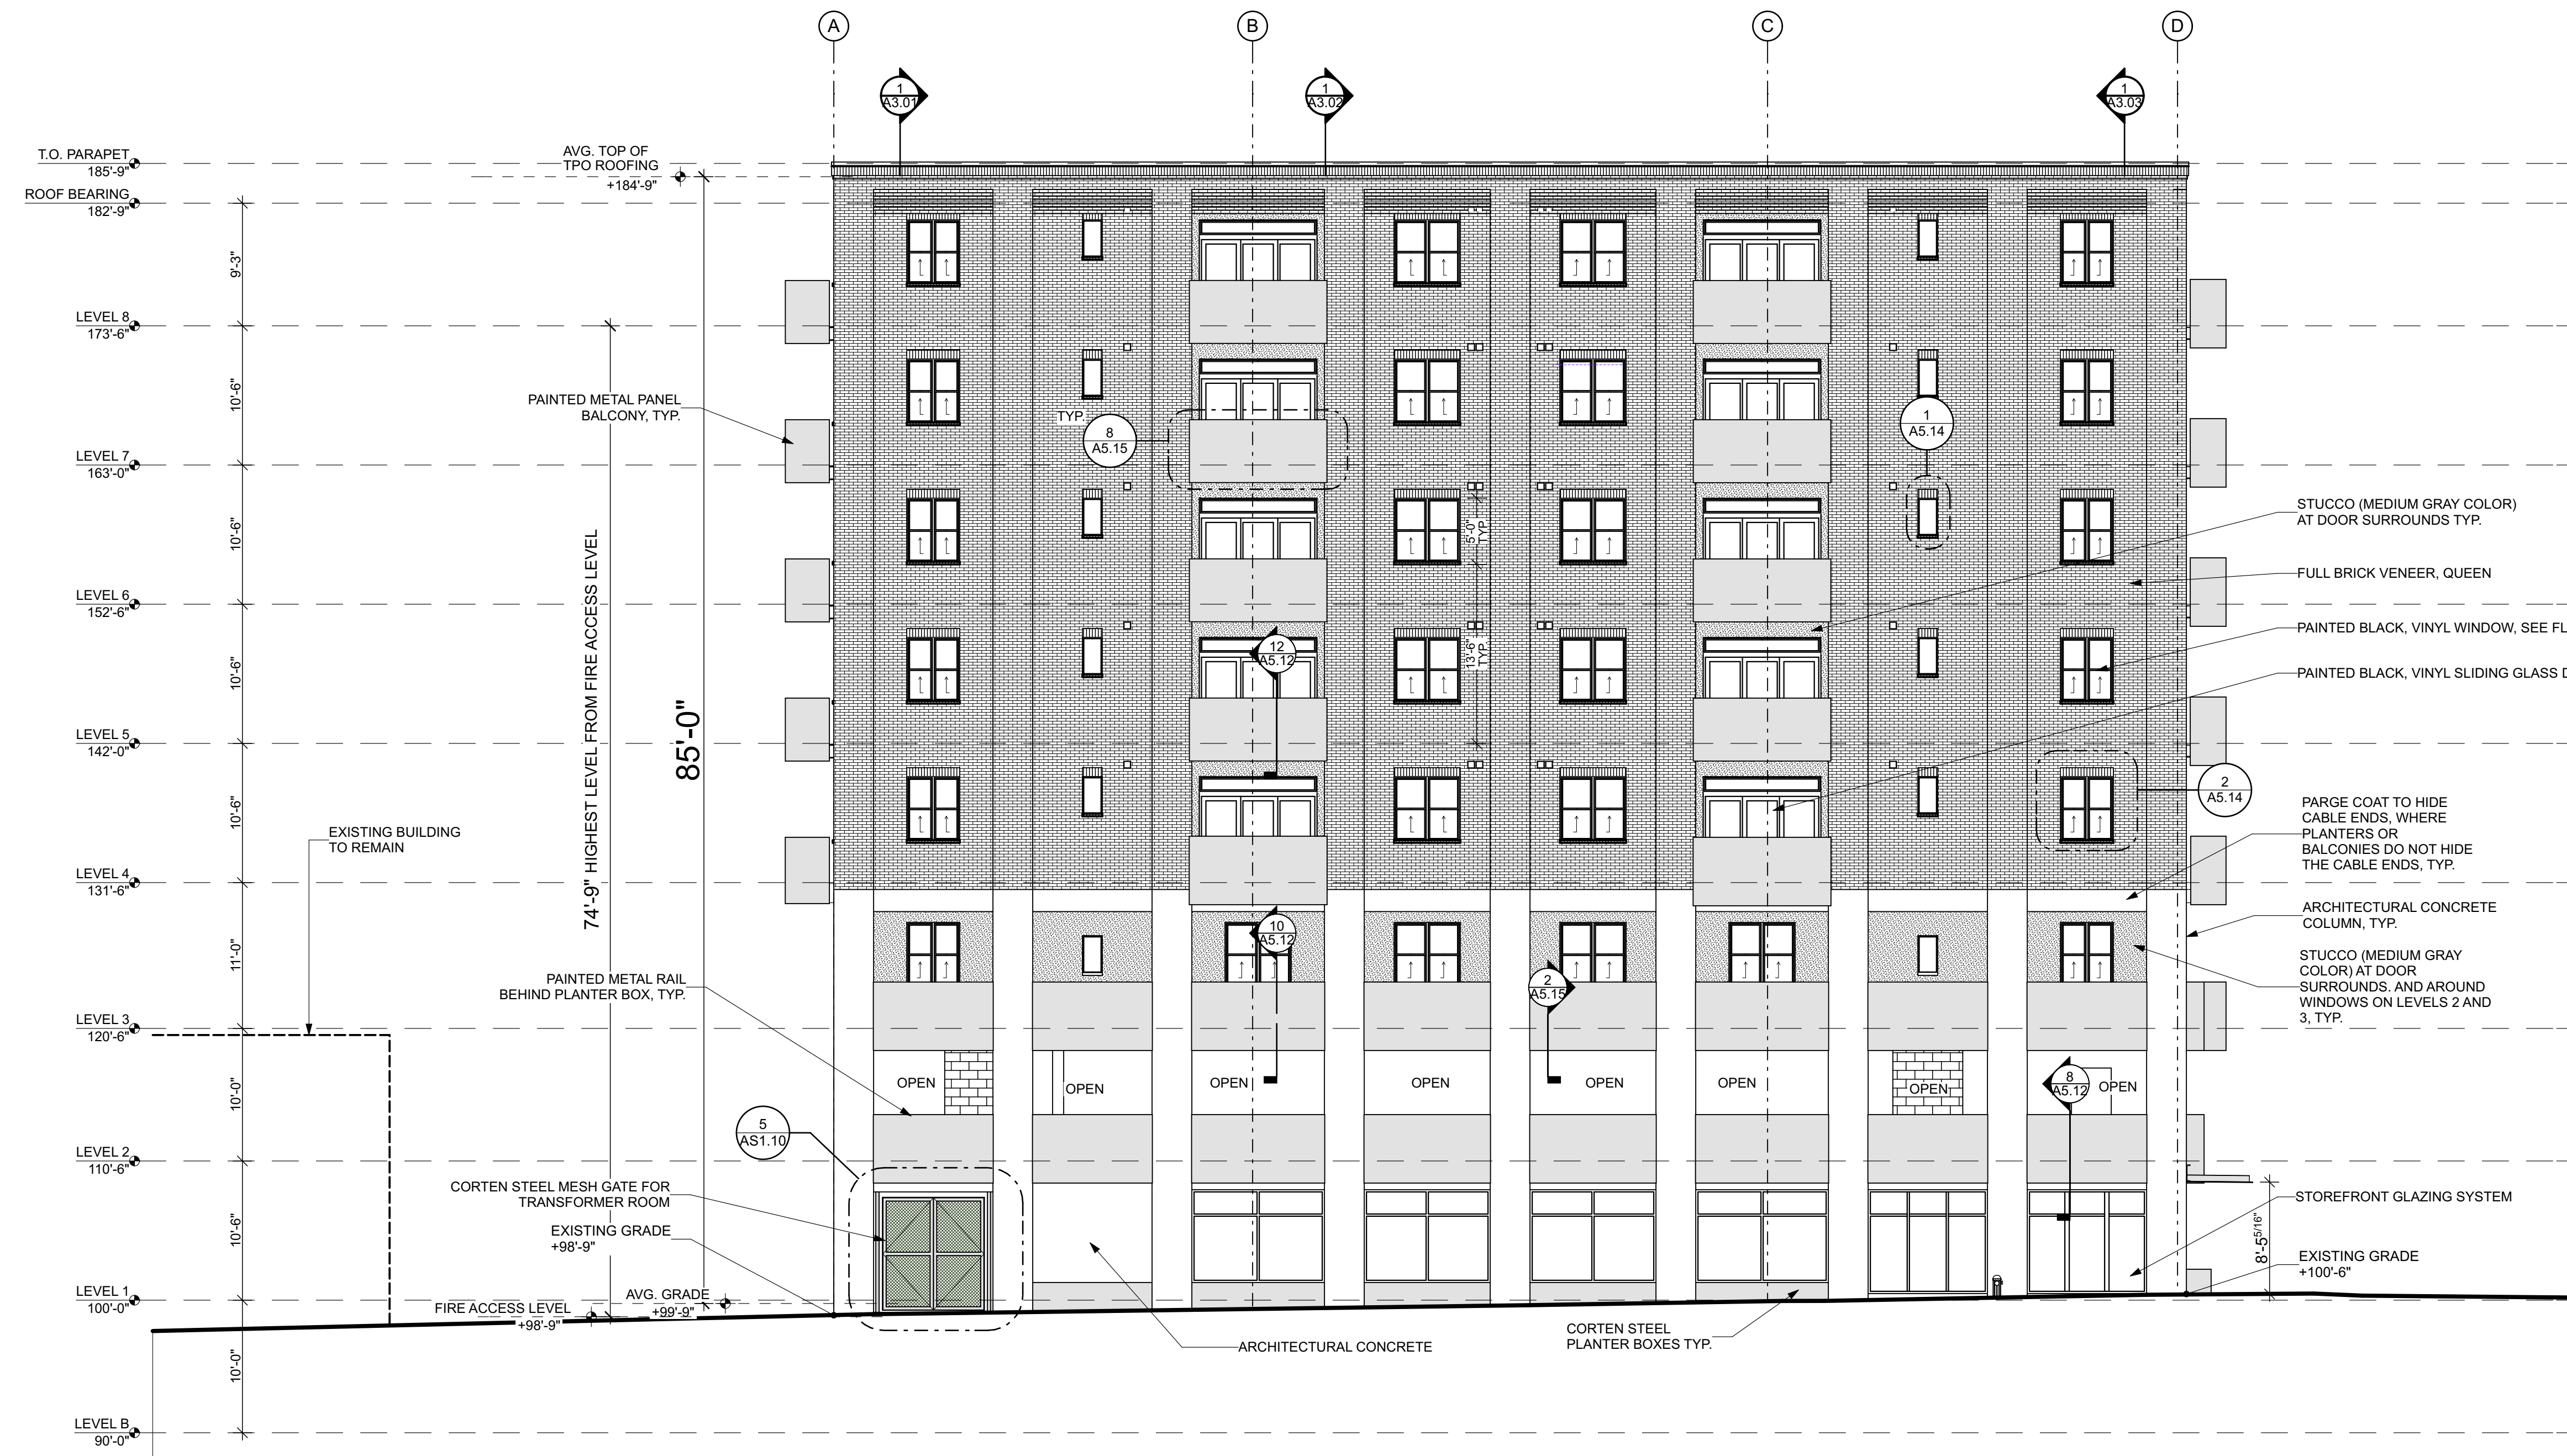 A
B
C
D
1
A3.01
1
A3.02
1
A3.03
T.O. PARAPET
185'-9"
ROOF BEARING
182'-9"
9'-3"
LEVEL 8
173'-6"
10'-6"
LEVEL 7
163'-0"
10'-6"
LEVEL 6
152'-6"
10'-6"
LEVEL 5
142'-0"
10'-6"
LEVEL 4
131'-6"
11'-0"
LEVEL 3
120'-6"
10'-0"
LEVEL 2
110'-6"
10'-6"
LEVEL 1
100'-0"
10'-0"
LEVEL B
90'-0"
AVG. TOP OF
TPO ROOFING
+184'-9"
PAINTED METAL PANEL
BALCONY, TYP.
74'-9" HIGHEST LEVEL FROM FIRE ACCESS LEVEL
85'-0"
EXISTING BUILDING
TO REMAIN
PAINTED METAL RAIL
BEHIND PLANTER BOX, TYP.
5
AS1.10
CORTEN STEEL MESH GATE FOR
TRANSFORMER ROOM
EXISTING GRADE
+98'-9"
AVG. GRADE
+99'-9"
FIRE ACCESS LEVEL
+98'-9"
TYP.
8
A5.15
1
A5.14
5'-0"
TYP.
13'-6"
TYP.
12
A5.12
10
A5.12
2
A5.15
8
A5.12
2
A5.14
OPEN
OPEN
OPEN
OPEN
OPEN
OPEN
OPEN
OPEN
ARCHITECTURAL CONCRETE
CORTEN STEEL
PLANTER BOXES TYP.
STUCCO (MEDIUM GRAY COLOR)
AT DOOR SURROUNDS TYP.
FULL BRICK VENEER, QUEEN
PAINTED BLACK, VINYL WINDOW, SEE FL
PAINTED BLACK, VINYL SLIDING GLASS D
PARGE COAT TO HIDE
CABLE ENDS, WHERE
PLANTERS OR
BALCONIES DO NOT HIDE
THE CABLE ENDS, TYP.
ARCHITECTURAL CONCRETE
COLUMN, TYP.
STUCCO (MEDIUM GRAY
COLOR) AT DOOR
SURROUNDS. AND AROUND
WINDOWS ON LEVELS 2 AND
3, TYP.
STOREFRONT GLAZING SYSTEM
8'-5 5/16"
EXISTING GRADE
+100'-6"